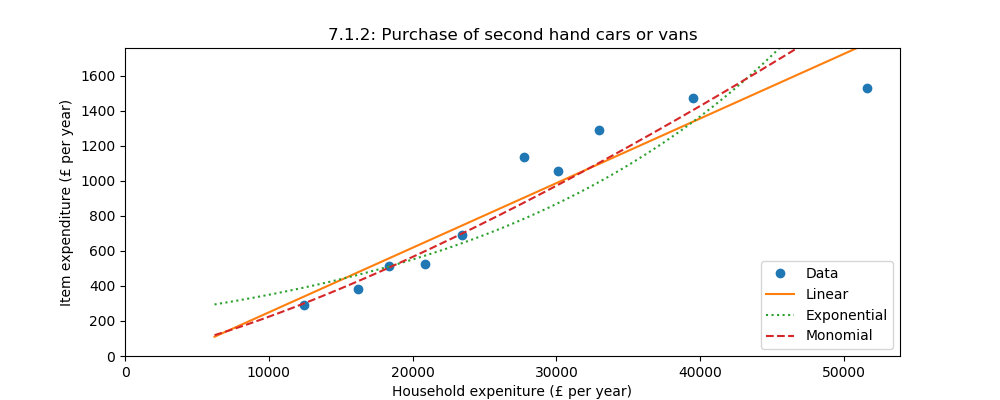 7.1.2: Purchase of second hand cars or vans
Item expenditure (£ per year)
1600
1400
1200
1000
800
600
400
200
0
0 10000 20000 30000 40000 50000
Household expeniture (£ per year)
Data
Linear
Exponential
Monomial